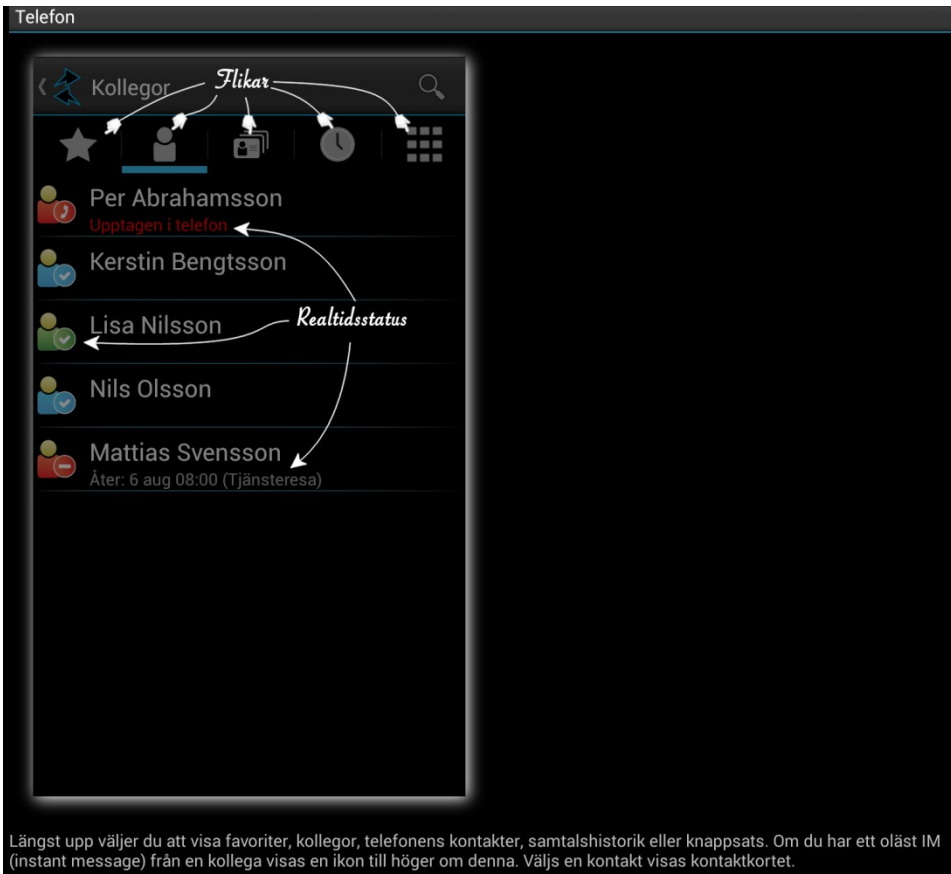 Telefon
Kollegor
Flikar
Per Abrahamsson
Upptagen i telefon
Kerstin Bengtsson
Lisa Nilsson
Realtidsstatus
Nils Olsson
Mattias Svensson
Åter: 6 aug 08:00 (Tjänsteresa)
Längst upp väljer du att visa favoriter, kollegor, telefonens kontakter, samtalshistorik eller knappsats. Om du har ett oläst IM
(instant message) från en kollega visas en ikon till höger om denna. Väljs en kontakt visas kontaktkortet.